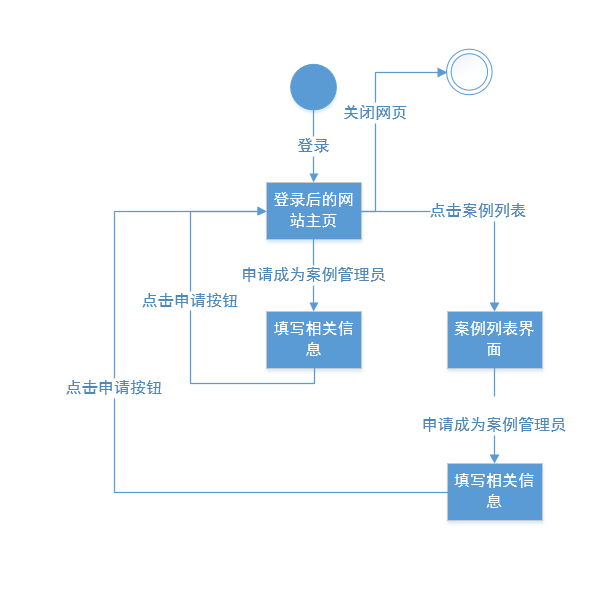 关闭网页
登录
登录后的网
站主页
点击案例列表
申请成为案例管理员
点击申请按钮
填写相关信
息
案例列表界
面
点击申请按钮
申请成为案例管理员
填写相关信
息